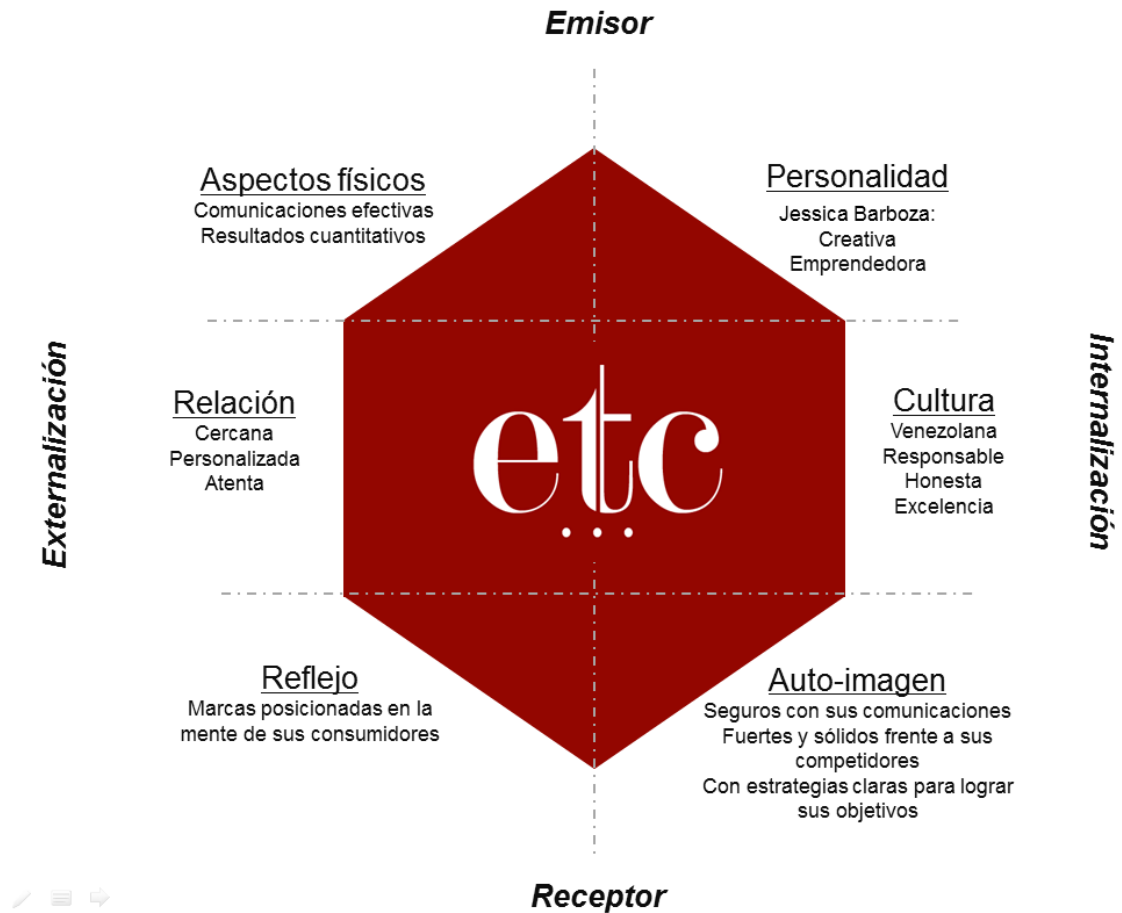 Emisor
Aspectos físicos
Comunicaciones efectivas
Resultados cuantitativos
Personalidad
Jessica Barboza:
Creativa
Emprendedora
Externalización
Relación
Cercana
Personalizada
Atenta
etc
...
Cultura
Venezolana
Responsable
Honesta
Excelencia
Internalización
Reflejo
Marcas posicionadas en la
mente de sus consumidores
Auto-imagen
Seguros con sus comunicaciones
Fuertes y sólidos frente a sus
competidores
Con estrategias claras para lograr
sus objetivos
Receptor